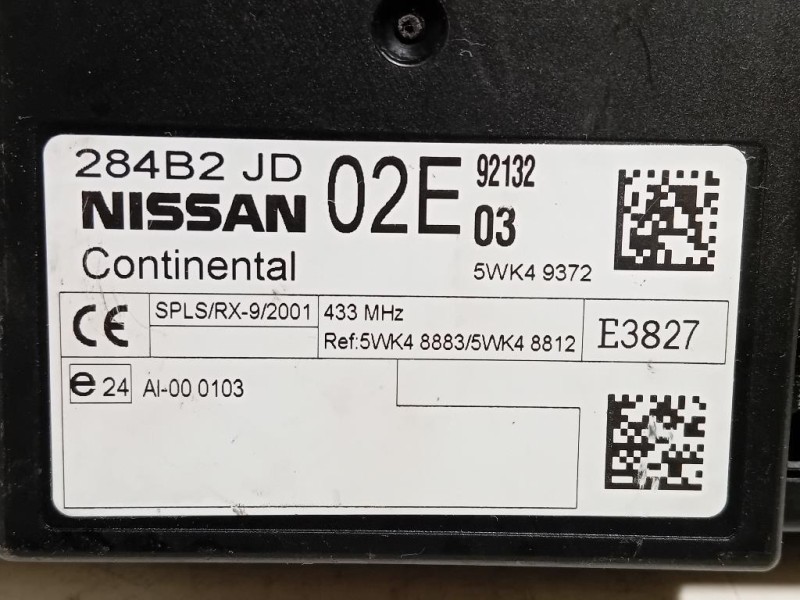 284B2 JD 02E 92132
NISSAN 03
Continental 5WK4 9372
CE SPLS/RX-9/2001 433 MHz
Ref:5WK4 8883/5WK4 8812 E3827
e 24 AI-00 0103